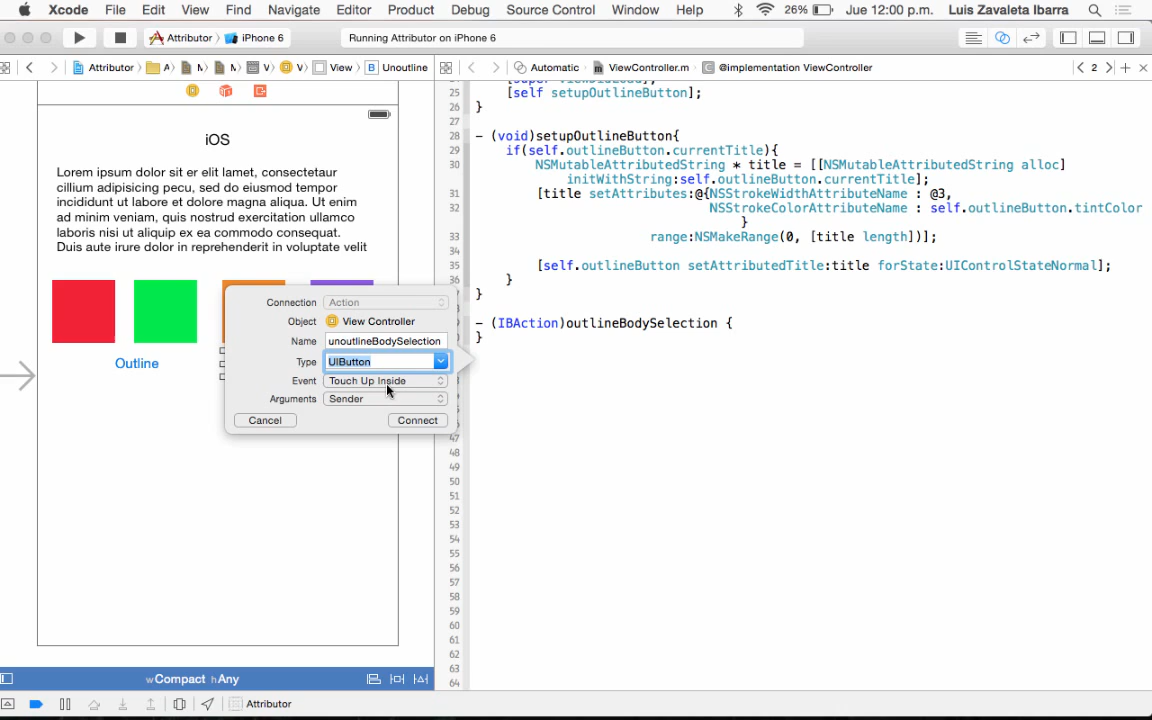 Xcode File Edit View Find Navigate Editor Product Debug Source Control Window Help 26% Jue 12:00 p.m. Luis Zavaleta Ibarra
Attributor iPhone 6 Running Attributor on iPhone 6
Attributor A View B Unoutline Automatic ViewController.m C @implementation ViewController 2
25 [self setupOutlineButton];
26 }
27
28 - (void)setupOutlineButton{
29 if(self.outlineButton.currentTitle){
30 NSMutableAttributedString * title = [[NSMutableAttributedString alloc]
initWithString:self.outlineButton.currentTitle];
31 [title setAttributes:@{NSStrokeWidthAttributeName : @3,
32 NSStrokeColorAttributeName : self.outlineButton.tintColor
}
33 range:NSMakeRange(0, [title length])];
34
35 [self.outlineButton setAttributedTitle:title forState:UIControlStateNormal];
36 }
37 }
- (IBAction)outlineBodySelection {
}
47
48
49
50
51
52
53
54
55
56
57
58
59
60
61
62
63
64
iOS
Lorem ipsum dolor sit er elit lamet, consectetur
cillium adipisicing pecu, sed do eiusmod tempor
incididunt ut labore et dolore magna aliqua. Ut enim
ad minim veniam, quis nostrud exercitation ullamco
laboris nisi ut aliquip ex ea commodo consequat.
Duis aute irure dolor in reprehenderit in voluptate velit
Outline
Connection Action
Object View Controller
Name unoutlineBodySelection
Type UIButton
Event Touch Up Inside
Arguments Sender
Cancel Connect
wCompact hAny
Attributor